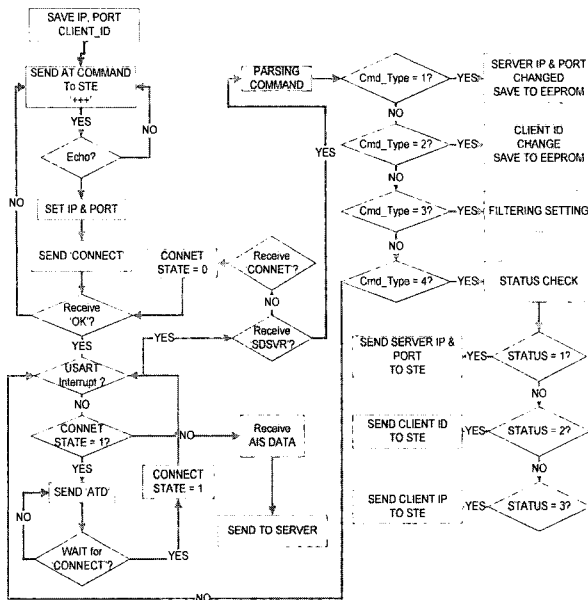 SAVE IP, PORT
CLIENT_ID
SEND AT COMMAND
To STE
'+++'
YES
NO
Echo?
NO
SET IP & PORT
SEND 'CONNECT'
Receive
'OK'?
YES
USART
Interrupt ?
NO
CONNET
STATE = 1?
YES
SEND 'ATD'
NO
WAIT for
'CONNECT'?
YES
CONNET
STATE = 0
Receive
CONNET'?
NO
YES
Receive
SDSVR'?
YES
NO
CONNECT
STATE = 1
Receive
AIS DATA
SEND TO SERVER
NO
PARSING
COMMAND
Cmd_Type = 1?
YES
SERVER IP & PORT
CHANGED
SAVE TO EEPROM
NO
Cmd_Type = 2?
YES
CLIENT ID
CHANGE
SAVE TO EEPROM
NO
Cmd_Type = 3?
YES
FILTERING SETTING
NO
Cmd_Type = 4?
YES
STATUS CHECK
SEND SERVER IP &
PORT
TO STE
YES
STATUS = 1?
NO
SEND CLIENT ID
TO STE
YES
STATUS = 2?
NO
SEND CLIENT IP
TO STE
YES
STATUS = 3?